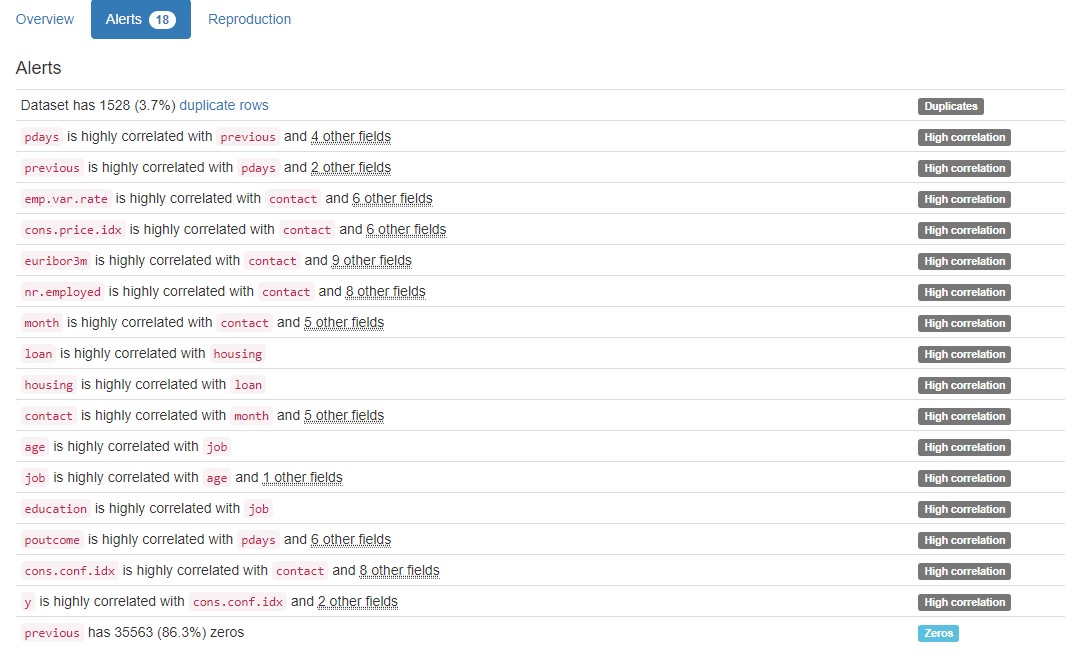 Overview Alerts 18 Reproduction
Alerts
Dataset has 1528 (3.7%) duplicate rows Duplicates
pdays is highly correlated with previous and 4 other fields High correlation
previous is highly correlated with pdays and 2 other fields High correlation
emp.var.rate is highly correlated with contact and 6 other fields High correlation
cons.price.idx is highly correlated with contact and 6 other fields High correlation
euribor3m is highly correlated with contact and 9 other fields High correlation
nr.employed is highly correlated with contact and 8 other fields High correlation
month is highly correlated with contact and 5 other fields High correlation
loan is highly correlated with housing High correlation
housing is highly correlated with loan High correlation
contact is highly correlated with month and 5 other fields High correlation
age is highly correlated with job High correlation
job is highly correlated with age and 1 other fields High correlation
education is highly correlated with job High correlation
poutcome is highly correlated with pdays and 6 other fields High correlation
cons.conf.idx is highly correlated with contact and 8 other fields High correlation
y is highly correlated with cons.conf.idx and 2 other fields High correlation
previous has 35563 (86.3%) zeros Zeros